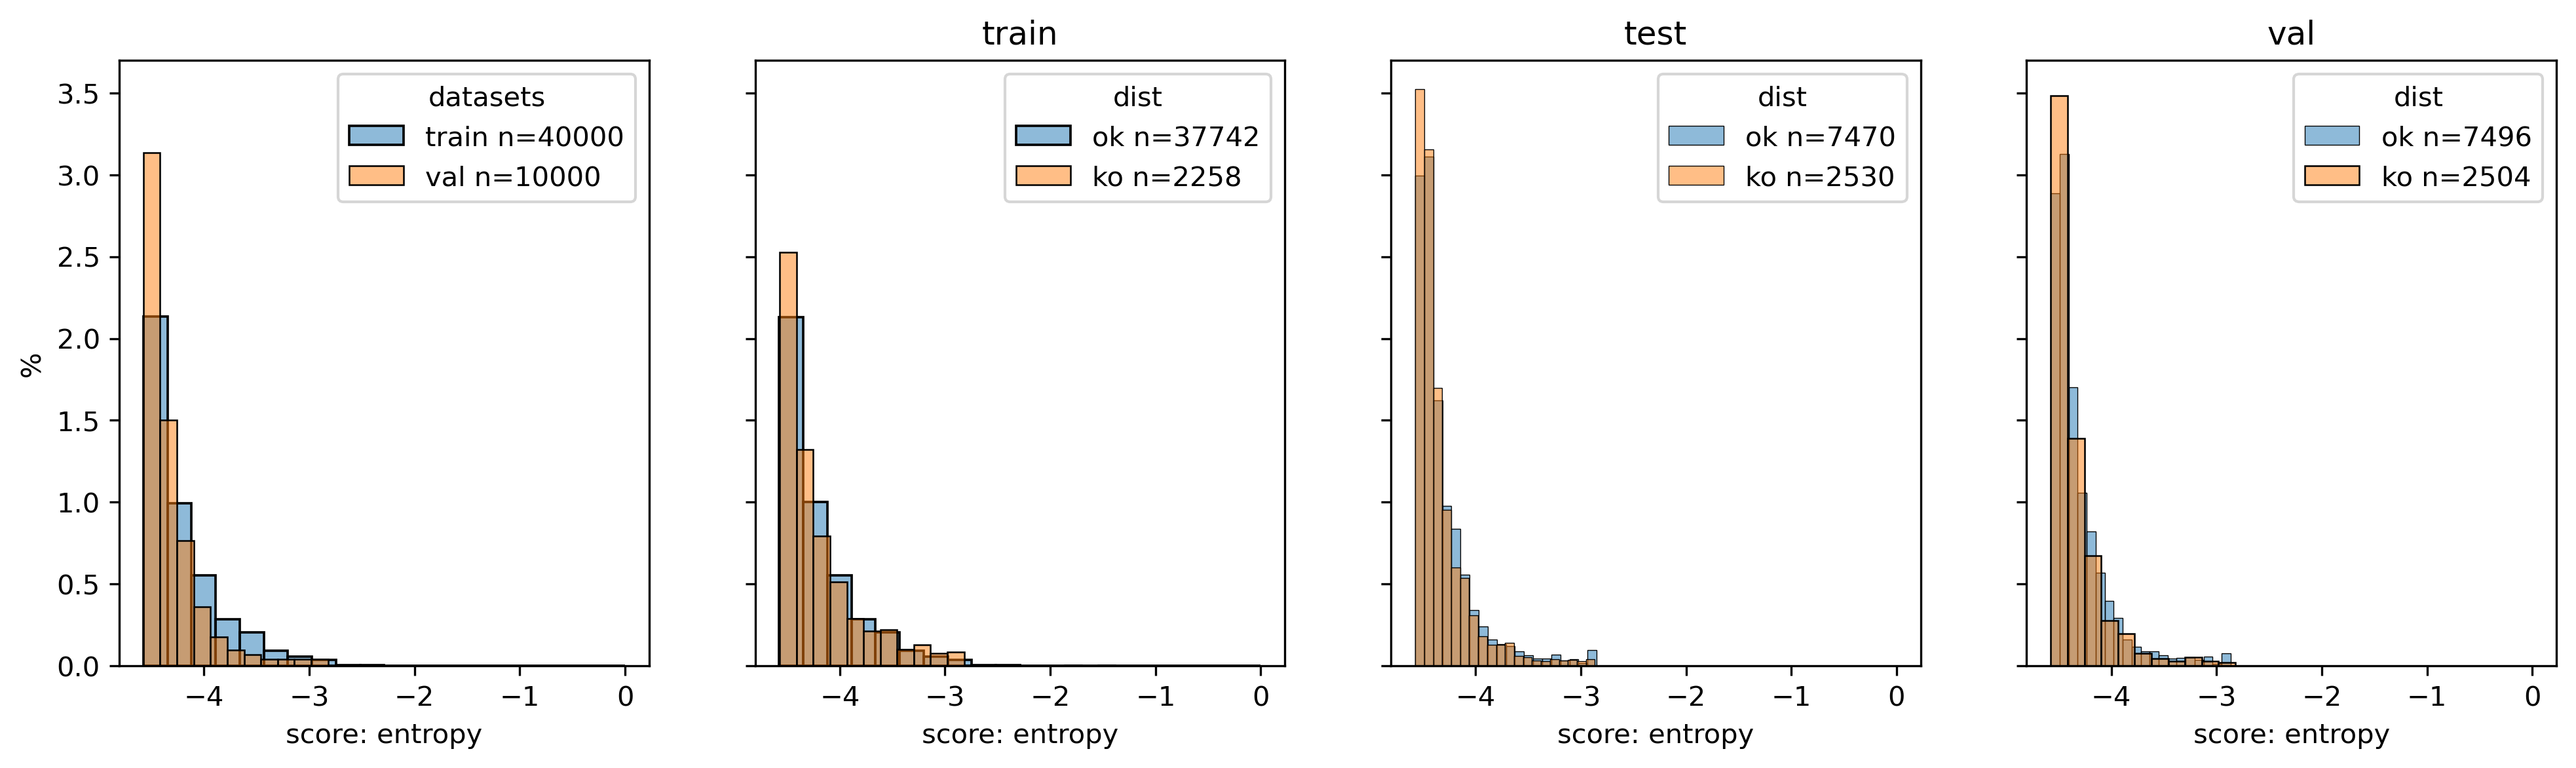 train
test
val
datasets
train n=40000
val n=10000
dist
ok n=37742
ko n=2258
dist
ok n=7470
ko n=2530
dist
ok n=7496
ko n=2504
3.5
3.0
2.5
2.0
1.5
1.0
0.5
0.0
%
−4 −3 −2 −1 0
−4 −3 −2 −1 0
−4 −3 −2 −1 0
−4 −3 −2 −1 0
score: entropy
score: entropy
score: entropy
score: entropy